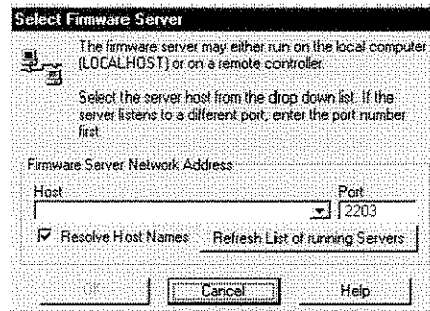 Select Firmware Server
The firmware server may either run on the local computer
(LOCALHOST) or on a remote controller.
Select the server host from the drop down list. If the
server listens to a different port, enter the port number
first.
Firmware Server Network Address
Host Port
2203
Resolve Host Names Refresh List of running Servers
OK Cancel Help